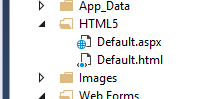 App_Data
HTML5
Default.aspx
Default.html
Images
Web Forms